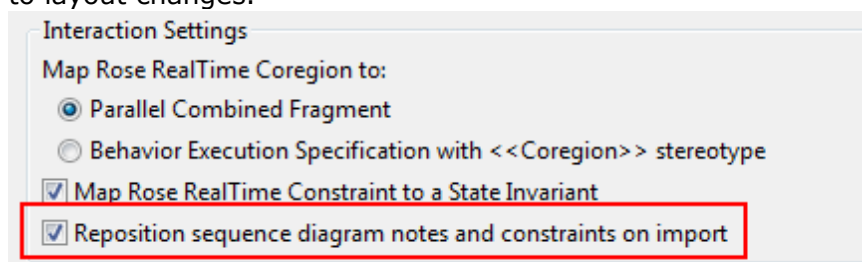 to layout changes.
Interaction Settings
Map Rose RealTime Coregion to:
Parallel Combined Fragment
Behavior Execution Specification with <<Coregion>> stereotype
Map Rose RealTime Constraint to a State Invariant
Reposition sequence diagram notes and constraints on import